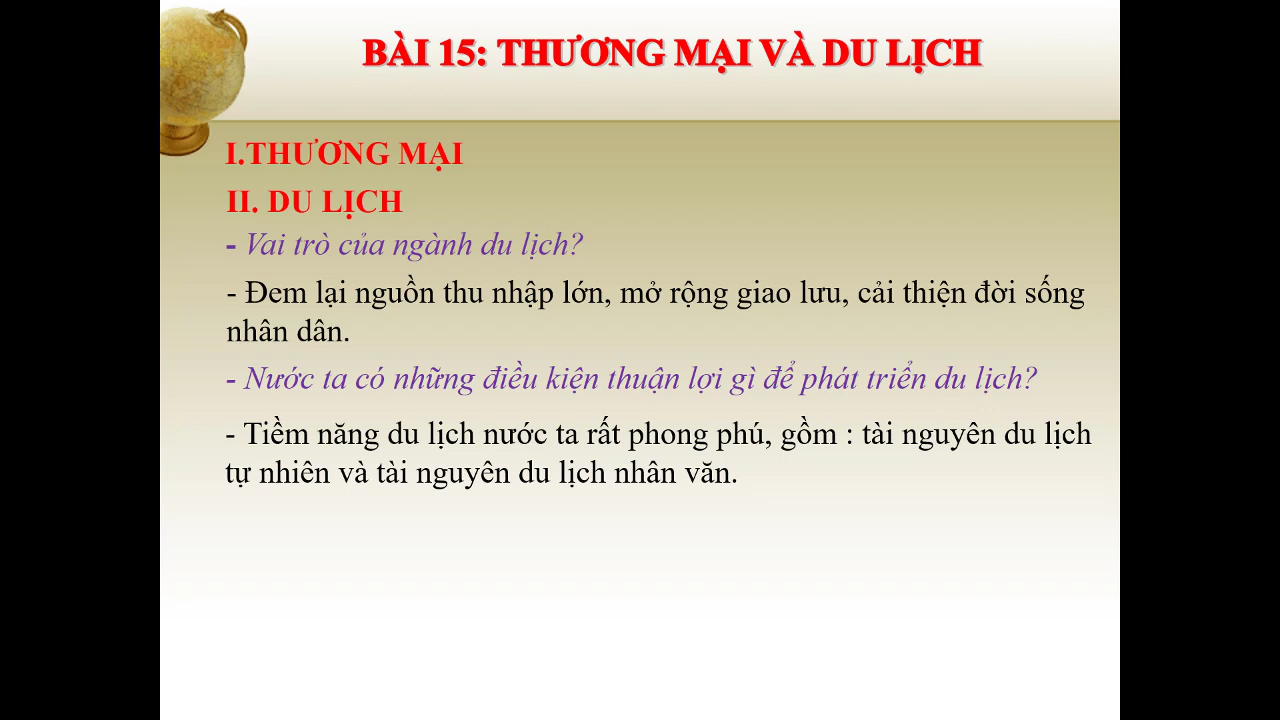 BÀI 15: THƯƠNG MẠI VÀ DU LỊCH
I.THƯƠNG MẠI
II. DU LỊCH
- Vai trò của ngành du lịch?
- Đem lại nguồn thu nhập lớn, mở rộng giao lưu, cải thiện đời sống
nhân dân.
- Nước ta có những điều kiện thuận lợi gì để phát triển du lịch?
- Tiềm năng du lịch nước ta rất phong phú, gồm : tài nguyên du lịch
tự nhiên và tài nguyên du lịch nhân văn.